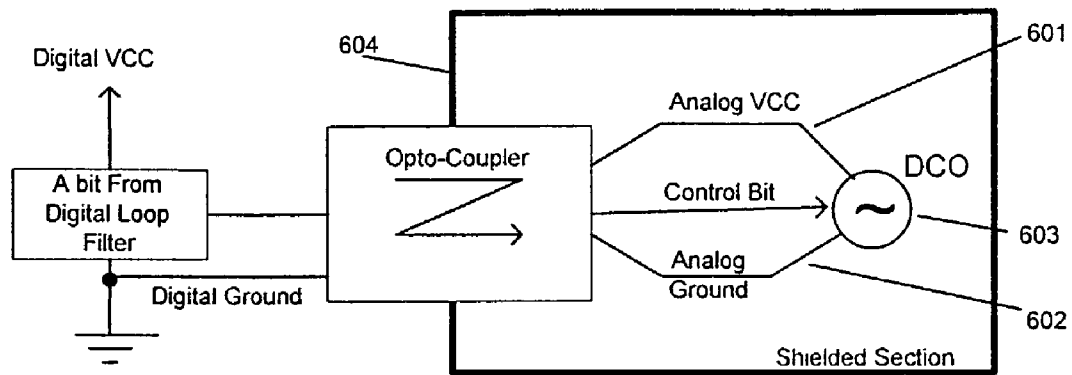 604
601
Digital VCC
Analog VCC
Opto-Coupler
DCO
A bit From
Digital Loop
Filter
Control Bit
~
603
Analog
Ground
Digital Ground
602
Shielded Section